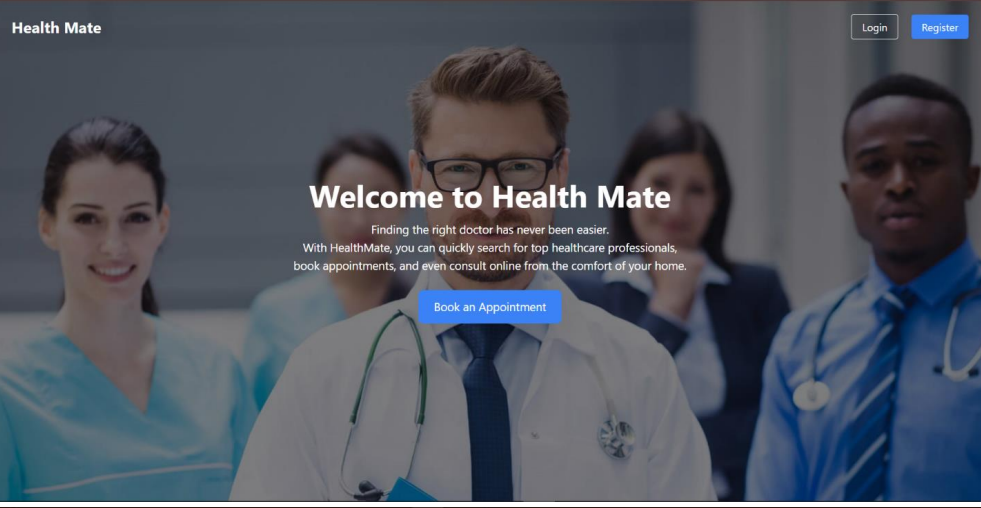 Health Mate
Login
Register
Welcome to Health Mate
Finding the right doctor has never been easier.
With HealthMate, you can quickly search for top healthcare professionals,
book appointments, and even consult online from the comfort of your home.
Book an Appointment